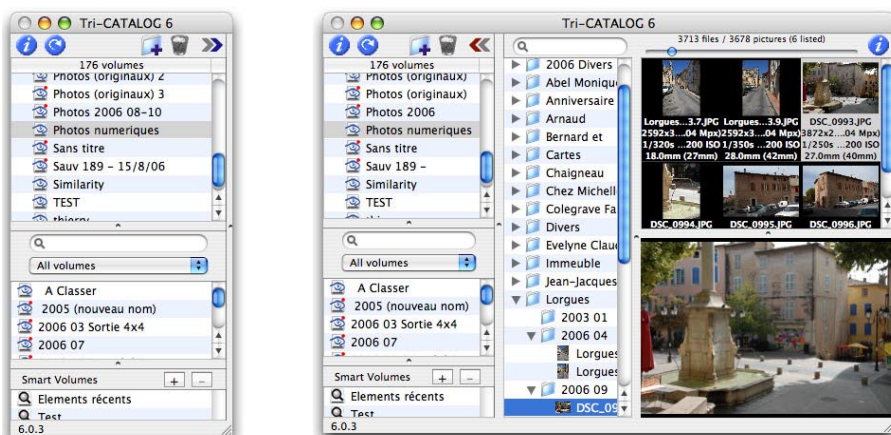 Tri-CATALOG 6
176 volumes
Photos (originaux) 2
Photos (originaux) 3
Photos 2006 08-10
Photos numeriques
Sans titre
Sauv 189 - 15/8/06
Similarity
TEST
thierry
All volumes
A Classer
2005 (nouveau nom)
2006 03 Sortie 4x4
2006 07
Smart Volumes
Elements récents
Test
6.0.3
Tri-CATALOG 6
176 volumes
Photos (originaux)
Photos (originaux)
Photos 2006
Photos numeriques
Sans titre
Sauv 189 -
Similarity
TEST
All volumes
A Classer
2005 (nouveau nom)
2006 03 Sortie 4x4
2006 07
Smart Volumes
+ -
Elements récents
Test
6.0.3
2006 Divers
Abel Moniqu
Anniversaire
Arnaud
Bernard et
Cartes
Chaigneau
Chez Michell
Colegrave Fa
Divers
Evelyne Clau
Immeuble
Jean-Jacques
Lorgues
2003 01
2006 04
Lorgues
Lorgues
2006 09
DSC_09
3713 files / 3678 pictures (6 listed)
Lorgues...3.7.JPG Lorgues...3.9.JPG DSC_0993.JPG
2592x3....04 Mpx) 2592x3....04 Mpx) 3872x2....04 Mpx)
1/320s ...200 ISO 1/500s ...200 ISO 1/250s ...200 ISO
18.0mm (27mm) 28.0mm (42mm) 27.0mm (40mm)
DSC_0994.JPG DSC_0995.JPG DSC_0996.JPG